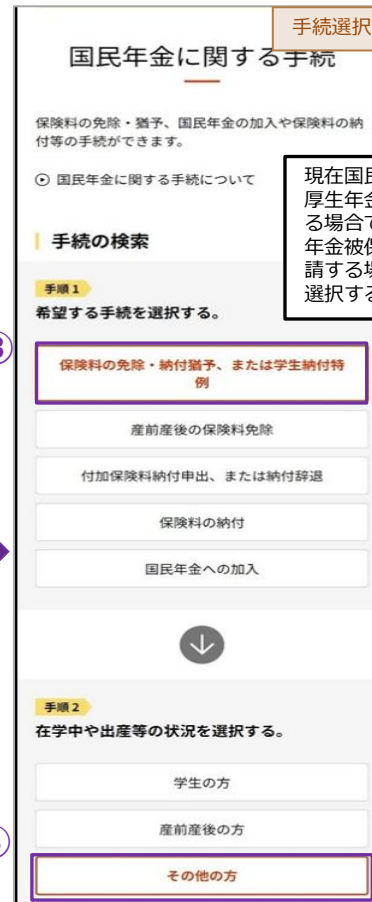 手続選択
国民年金に関する手続
保険料の免除・猶予、国民年金の加入や保険料の納
付等の手続ができます。
国民年金に関する手続について
現在国民
厚生年金
る場合で
年金被保
請する場
選択する
手続の検索
手順1
希望する手続を選択する。
保険料の免除・納付猶予、または学生納付特
例
産前産後の保険料免除
付加保険料納付申出、または納付辞退
保険料の納付
国民年金への加入
手順2
在学中や出産等の状況を選択する。
学生の方
産前産後の方
その他の方